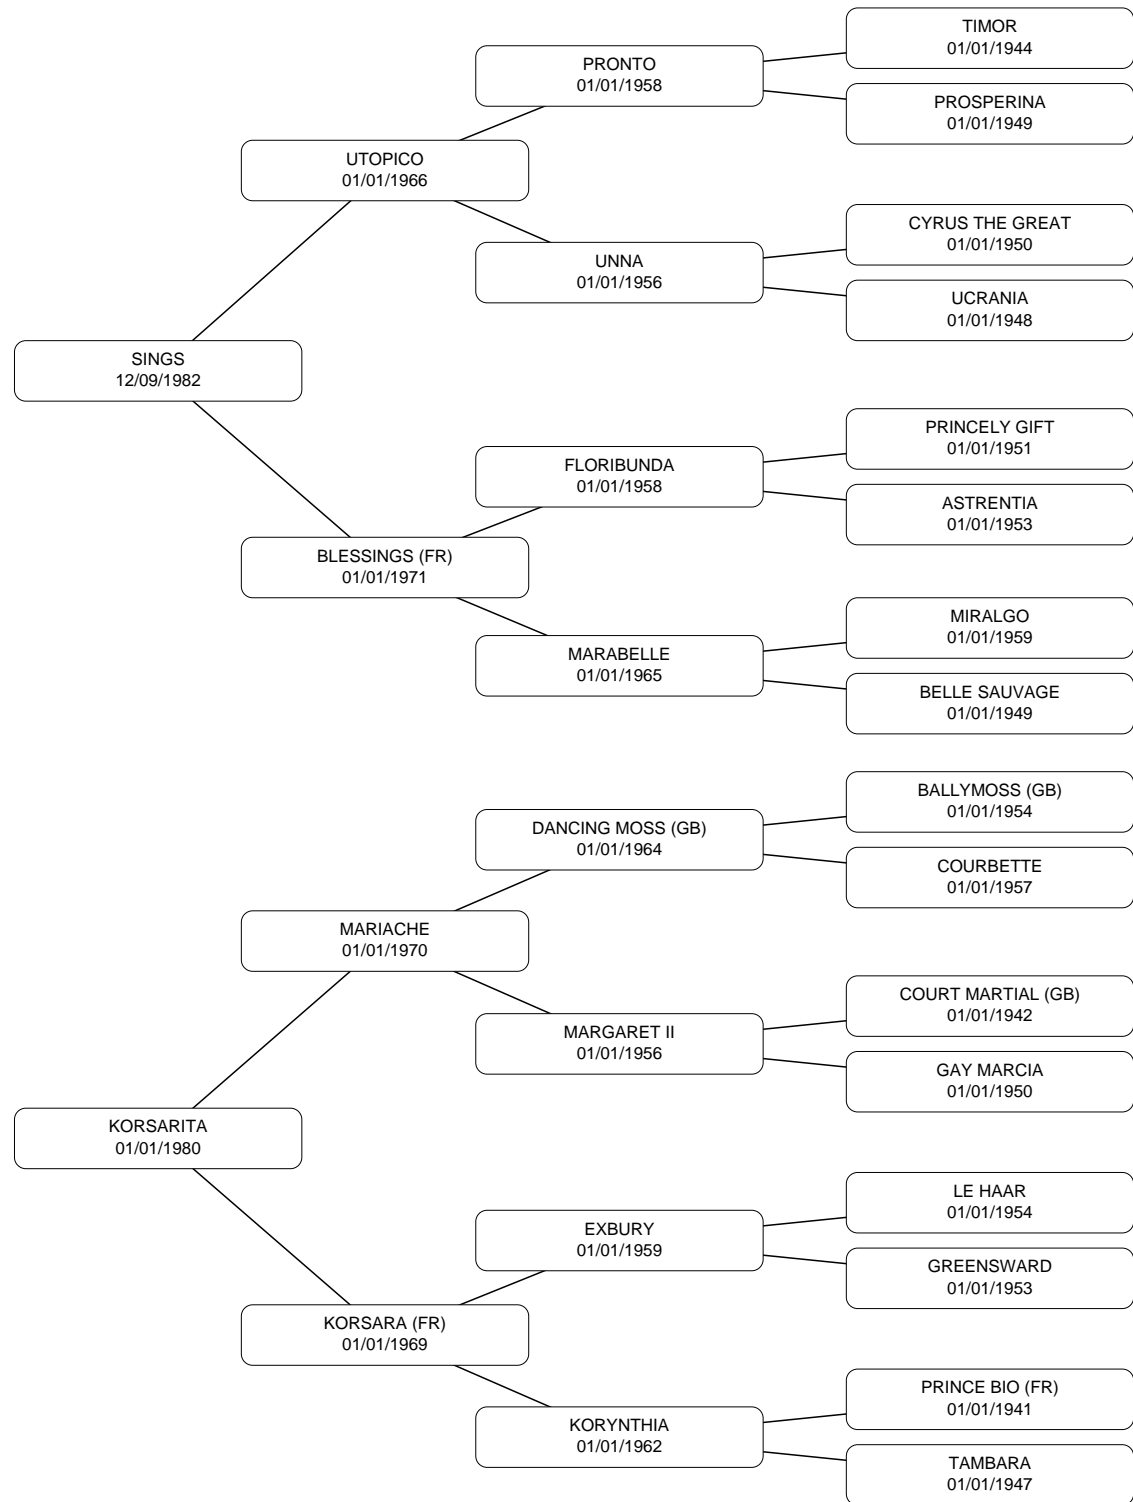 TIMOR
01/01/1944
PRONTO
01/01/1958
PROSPERINA
01/01/1949
UTOPICO
01/01/1966
CYRUS THE GREAT
01/01/1950
UNNA
01/01/1956
UCRANIA
01/01/1948
SINGS
12/09/1982
PRINCELY GIFT
01/01/1951
FLORIBUNDA
01/01/1958
ASTRENTIA
01/01/1953
BLESSINGS (FR)
01/01/1971
MIRALGO
01/01/1959
MARABELLE
01/01/1965
BELLE SAUVAGE
01/01/1949
BALLYMOSS (GB)
01/01/1954
DANCING MOSS (GB)
01/01/1964
COURBETTE
01/01/1957
MARIACHE
01/01/1970
COURT MARTIAL (GB)
01/01/1942
MARGARET II
01/01/1956
GAY MARCIA
01/01/1950
KORSARITA
01/01/1980
LE HAAR
01/01/1954
EXBURY
01/01/1959
GREENSWARD
01/01/1953
KORSARA (FR)
01/01/1969
PRINCE BIO (FR)
01/01/1941
KORYNTHIA
01/01/1962
TAMBARA
01/01/1947